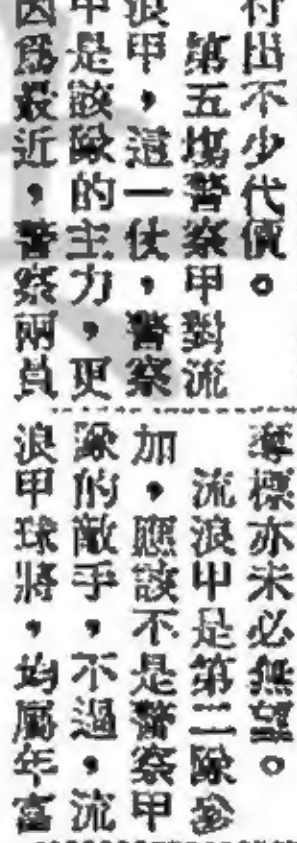 付出不少代價。
第五塲警察甲對流
浪甲，這一仗，警察
甲是該隊的主力，更
因爲最近，警察兩員
奪標亦未必無望。
流浪甲是第二隊參
加，應該不是警察甲
隊的敵手，不過，流
浪甲球將，均屬年富